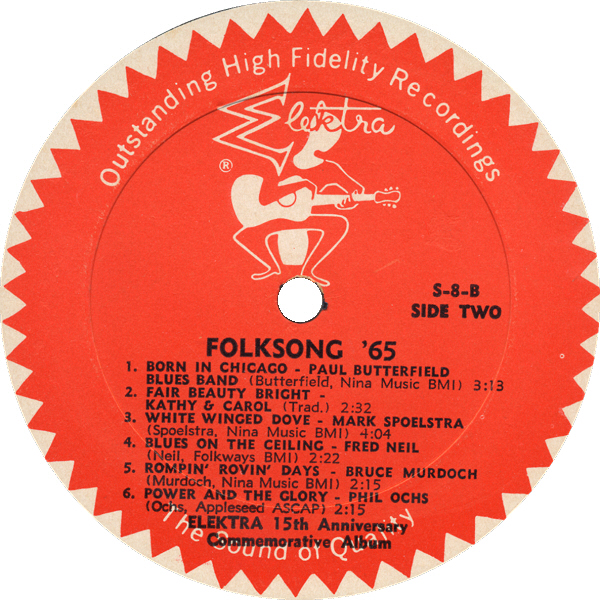 Outstanding High Fidelity Recordings
Elektra
®
S-8-B
SIDE TWO
FOLKSONG '65
1. BORN IN CHICAGO - PAUL BUTTERFIELD
BLUES BAND (Butterfield, Nina Music BMI) 3:13
2. FAIR BEAUTY BRIGHT -
KATHY & CAROL (Trad.) 2:32
3. WHITE WINGED DOVE - MARK SPOELSTRA
(Spoelstra, Nina Music BMI) 4:04
4. BLUES ON THE CEILING - FRED NEIL
(Neil, Folkways BMI) 2:22
5. ROMPIN' ROVIN' DAYS - BRUCE MURDOCH
(Murdoch, Nina Music BMI) 2:15
6. POWER AND THE GLORY - PHIL OCHS
(Ochs, Appleseed ASCAP) 2:15
ELEKTRA 15th Anniversary
Commemorative Album
The Sound of Quality